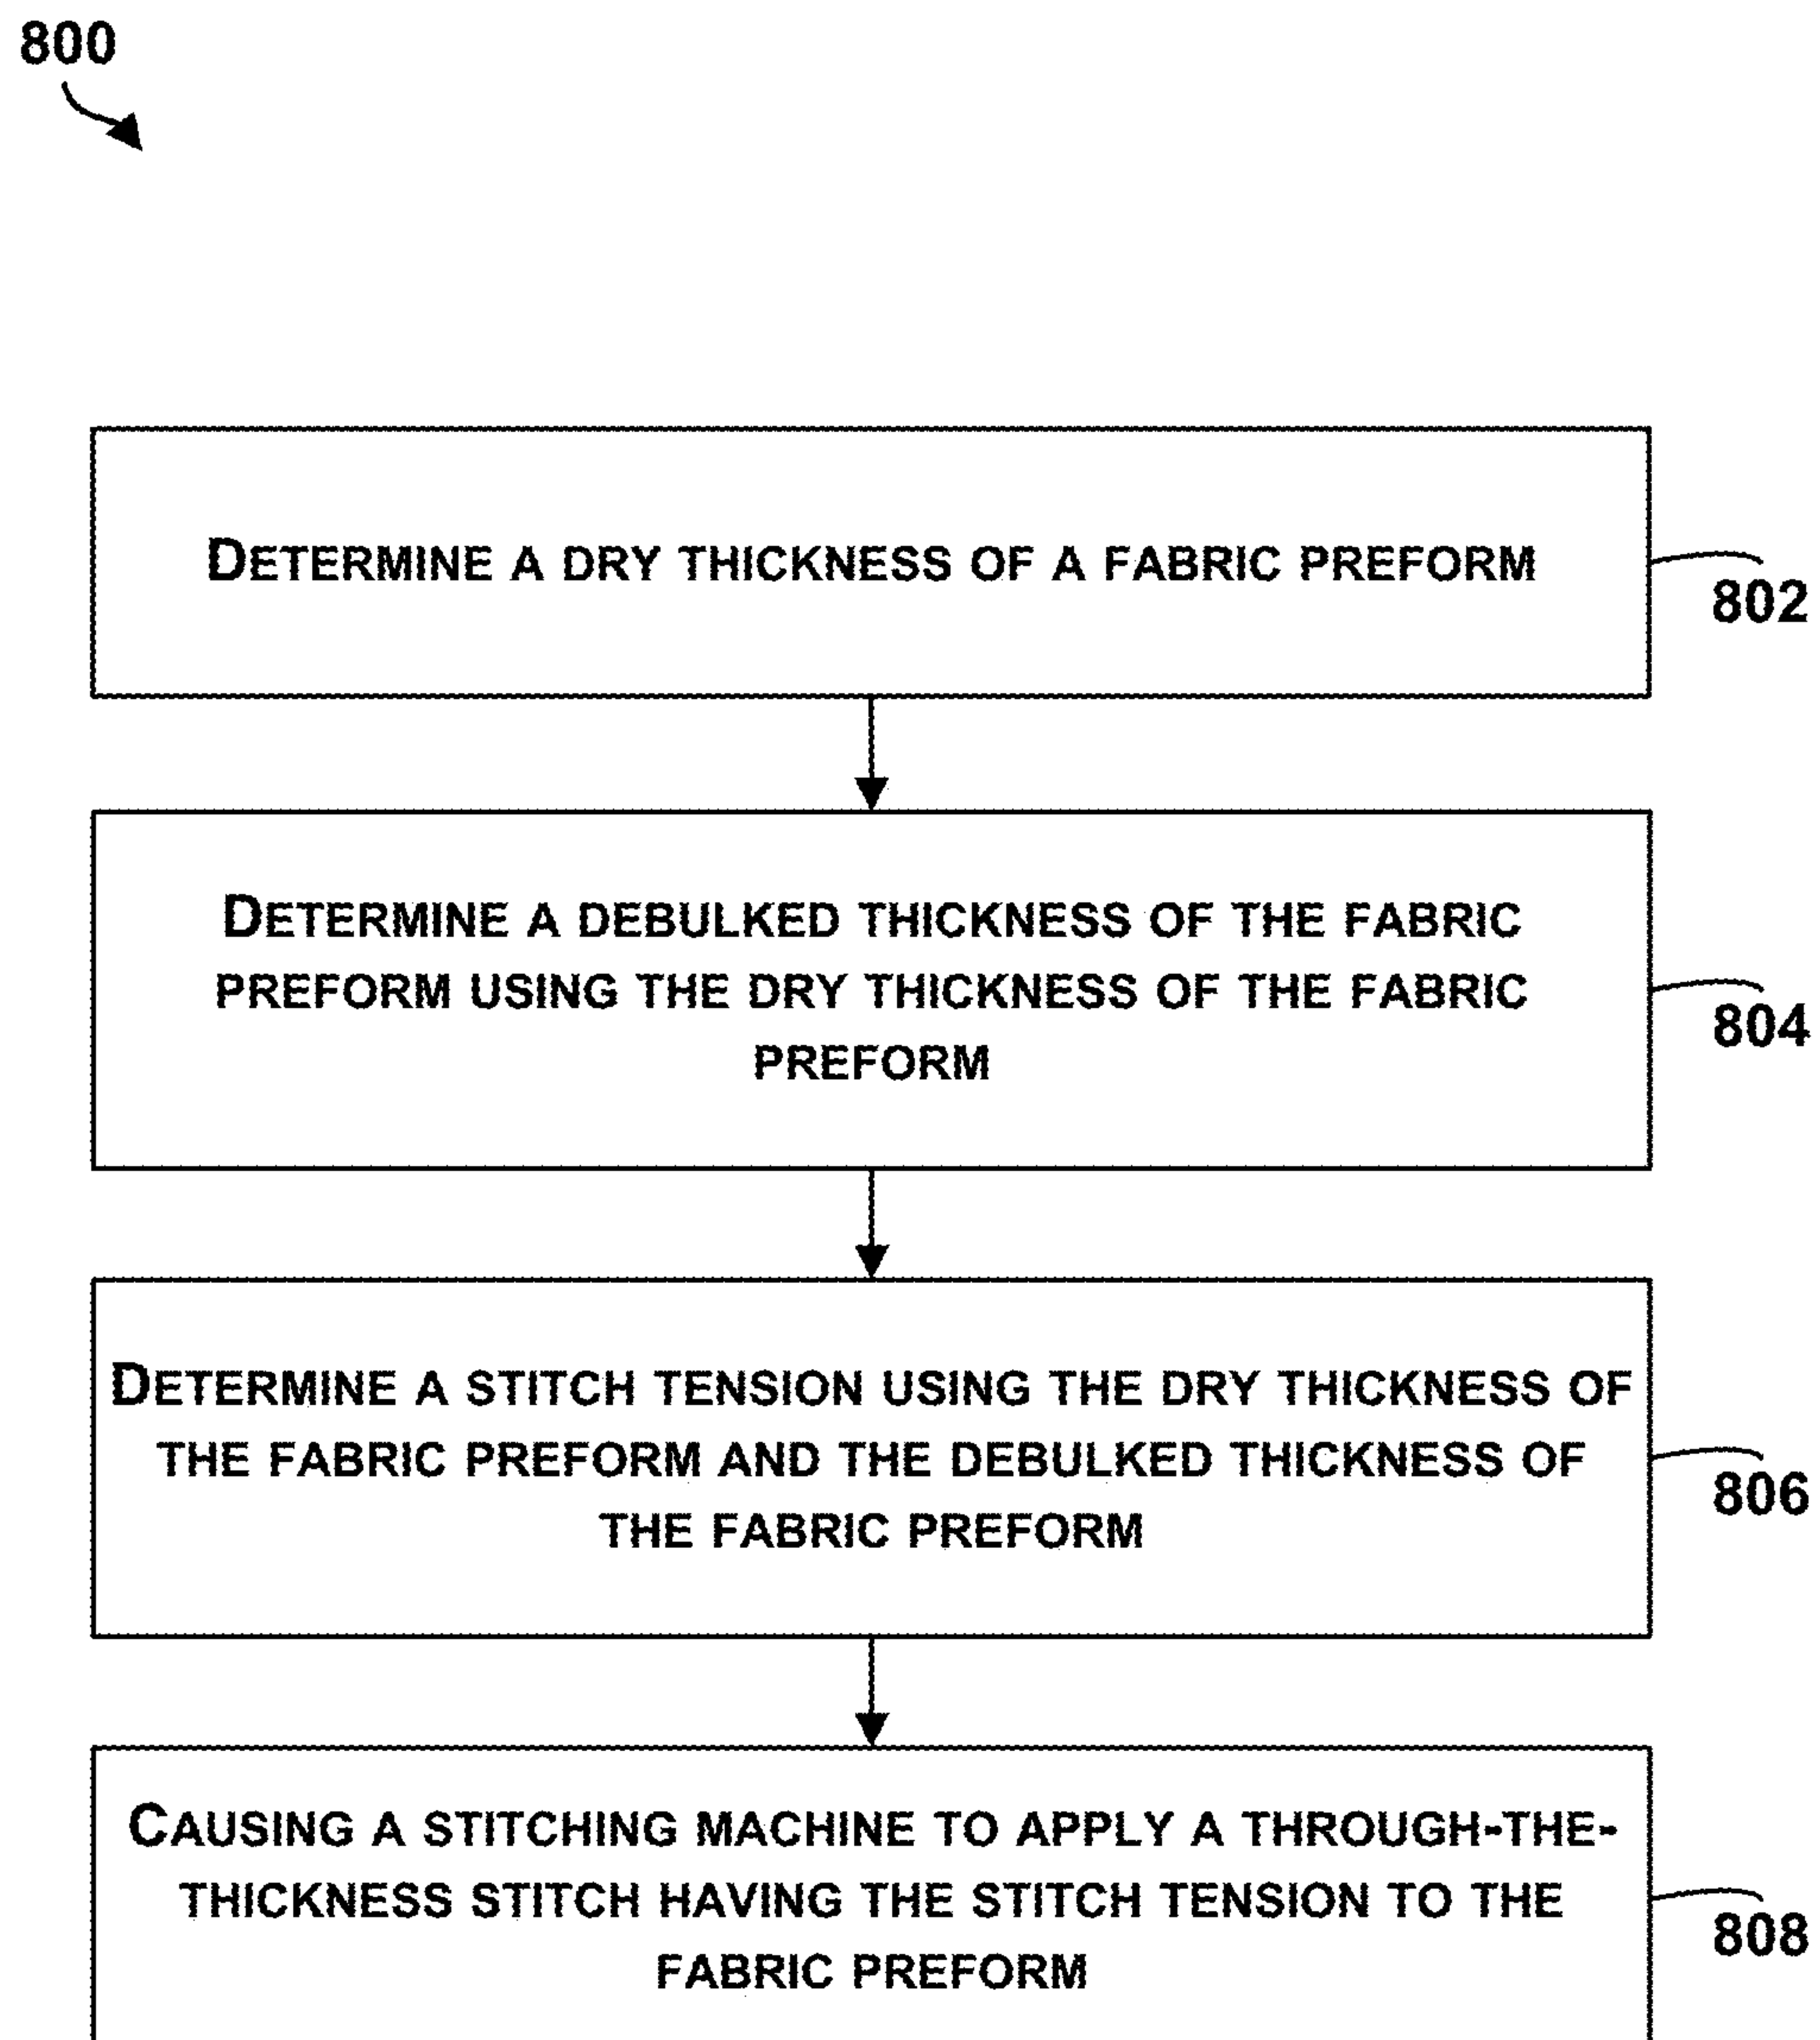 800
DETERMINE A DRY THICKNESS OF A FABRIC PREFORM
802
DETERMINE A DEBULKED THICKNESS OF THE FABRIC
PREFORM USING THE DRY THICKNESS OF THE FABRIC
PREFORM
804
DETERMINE A STITCH TENSION USING THE DRY THICKNESS OF
THE FABRIC PREFORM AND THE DEBULKED THICKNESS OF
THE FABRIC PREFORM
806
CAUSING A STITCHING MACHINE TO APPLY A THROUGH-THE-
THICKNESS STITCH HAVING THE STITCH TENSION TO THE
FABRIC PREFORM
808